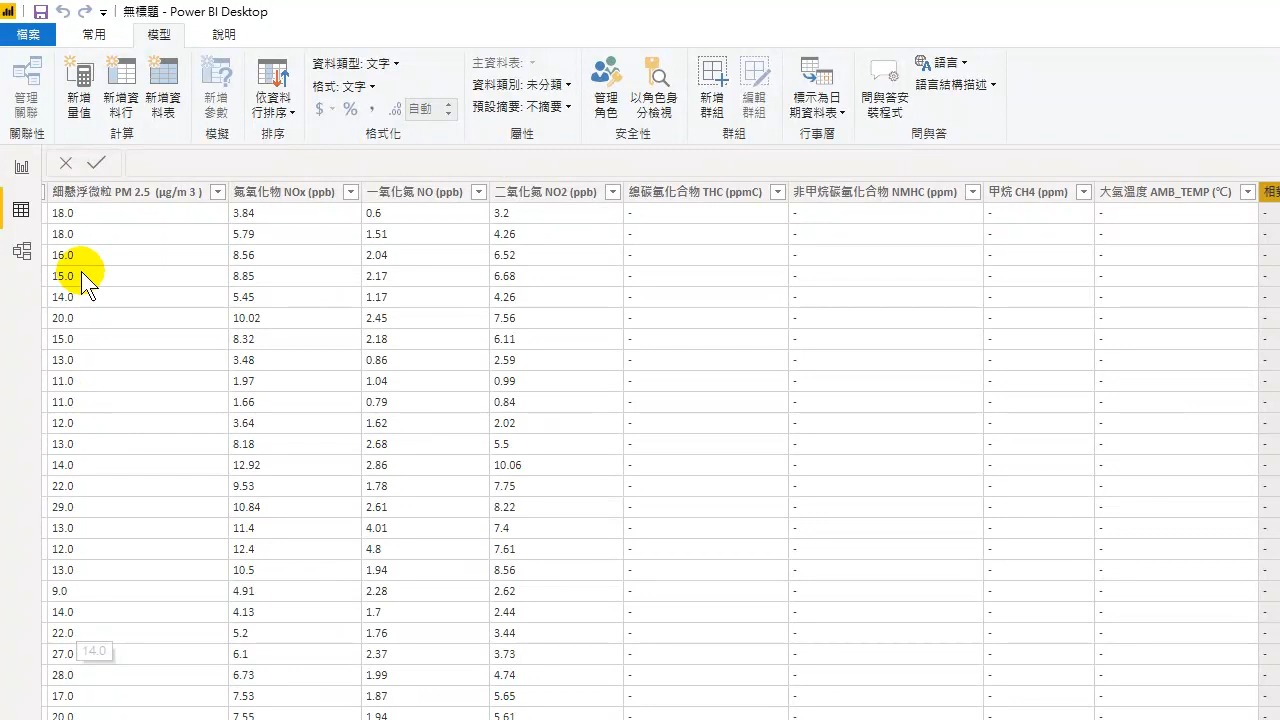 無標題 - Power BI Desktop
檔案 常用 模型 說明
管理關聯 新增量值 新增資料行 新增資料表 新增參數 依資料行排序 資料類型: 文字 主資料表: 管理角色 以角色身分檢視 新增群組 編輯群組 標示為日期資料表 問與答安裝程式 語言
格式: 文字 資料類別: 未分類 語言結構描述
$ % , 自動 預設摘要: 不摘要
關聯性 計算 模擬 排序 格式化 屬性 安全性 群組 行事曆 問與答
細懸浮微粒 PM 2.5 (μg/m 3 ) 氮氧化物 NOx (ppb) 一氧化氮 NO (ppb) 二氧化氮 NO2 (ppb) 總碳氫化合物 THC (ppmC) 非甲烷碳氫化合物 NMHC (ppm) 甲烷 CH4 (ppm) 大氣溫度 AMB_TEMP (℃) 相對
18.0 3.84 0.6 3.2 - - - - -
18.0 5.79 1.51 4.26 - - - - -
16.0 8.56 2.04 6.52 - - - - -
15.0 8.85 2.17 6.68 - - - - -
14.0 5.45 1.17 4.26 - - - - -
20.0 10.02 2.45 7.56 - - - - -
15.0 8.32 2.18 6.11 - - - - -
13.0 3.48 0.86 2.59 - - - - -
11.0 1.97 1.04 0.99 - - - - -
11.0 1.66 0.79 0.84 - - - - -
12.0 3.64 1.62 2.02 - - - - -
13.0 8.18 2.68 5.5 - - - - -
14.0 12.92 2.86 10.06 - - - - -
22.0 9.53 1.78 7.75 - - - - -
29.0 10.84 2.61 8.22 - - - - -
13.0 11.4 4.01 7.4 - - - - -
12.0 12.4 4.8 7.61 - - - - -
13.0 10.5 1.94 8.56 - - - - -
9.0 4.91 2.28 2.62 - - - - -
14.0 4.13 1.7 2.44 - - - - -
22.0 5.2 1.76 3.44 - - - - -
27.0 14.0 6.1 2.37 3.73 - - - - -
28.0 6.73 1.99 4.74 - - - - -
17.0 7.53 1.87 5.65 - - - - -
20.0 7.55 1.94 5.61 - - - - -